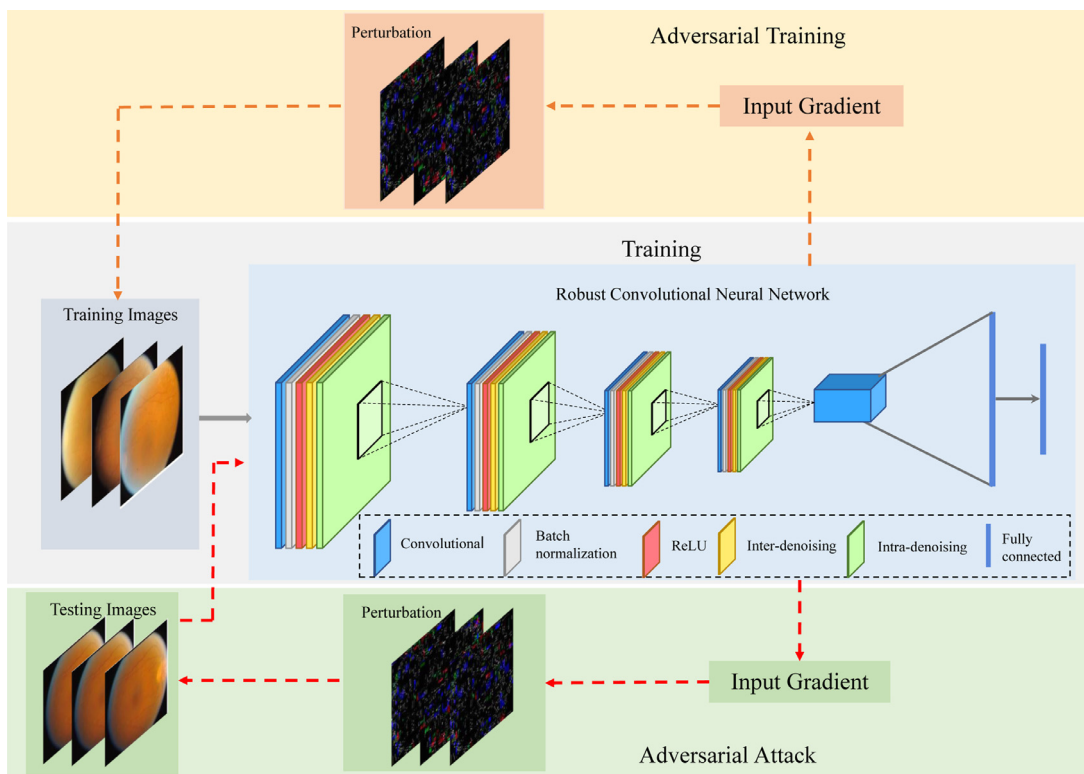 Perturbation
Adversarial Training
Input Gradient
Training
Robust Convolutional Neural Network
Training Images
Convolutional
Batch
normalization
ReLU
Inter-denoising
Intra-denoising
Fully
connected
Testing Images
Perturbation
Input Gradient
Adversarial Attack